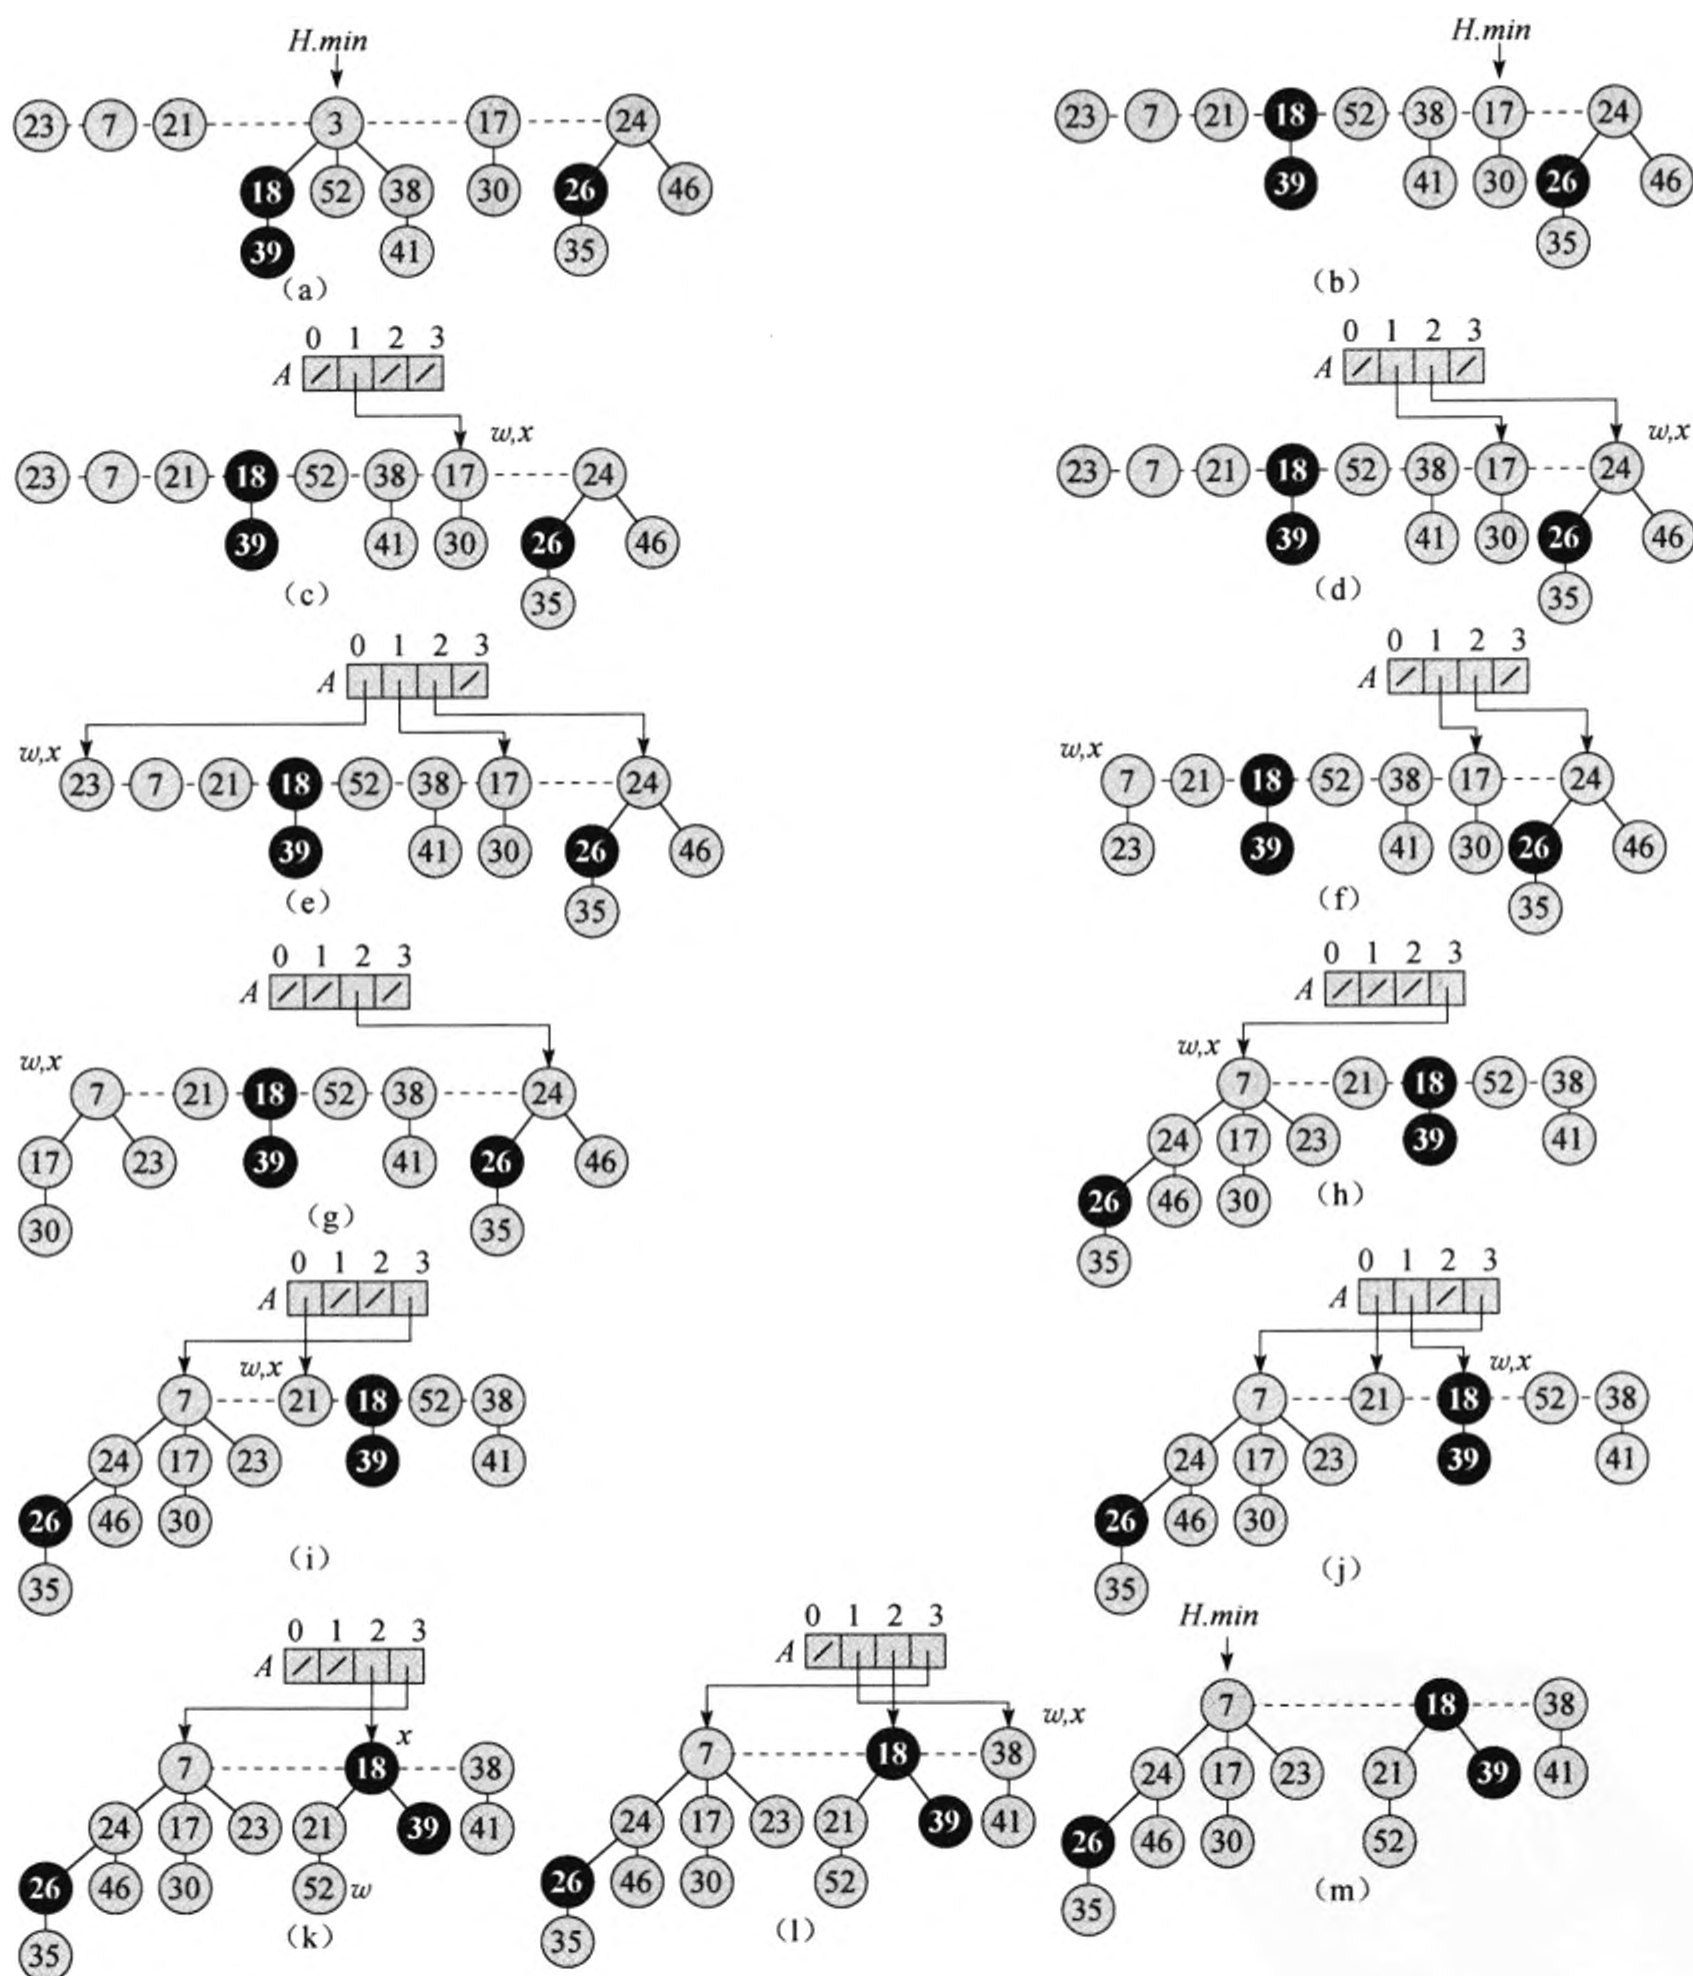 H.min H.min
23 7 21 3 17 24 23 7 21 18 52 38 17 24
18 52 38 30 26 46 39 41 30 26 46
39 41 35 35
(a) (b)
0 1 2 3 0 1 2 3
A A
w,x w,x
23 7 21 18 52 38 17 24 23 7 21 18 52 38 17 24
39 41 30 26 46 39 41 30 26 46
(c) 35 (d) 35
0 1 2 3 0 1 2 3
A A
w,x w,x
23 7 21 18 52 38 17 24 7 21 18 52 38 17 24
39 41 30 26 46 23 39 41 30 26 46
(e) 35 (f) 35
0 1 2 3 0 1 2 3
A A
w,x w,x
7 21 18 52 38 24 7 21 18 52 38
17 23 39 41 26 46 24 17 23 39 41
30 (g) 35 26 46 30 (h)
35
0 1 2 3 0 1 2 3
A A
w,x w,x
7 21 18 52 38 7 21 18 52 38
24 17 23 39 41 24 17 23 39 41
26 46 30 26 46 30
35 (i) 35 (j)
0 1 2 3 0 1 2 3 H.min
A A
x w,x
7 18 38 7 18 38 7 18 38
24 17 23 21 39 41 24 17 23 21 39 41 24 17 23 21 39 41
26 46 30 52 w 26 46 30 52 26 46 30 52
35 (k) 35 (l) 35 (m)